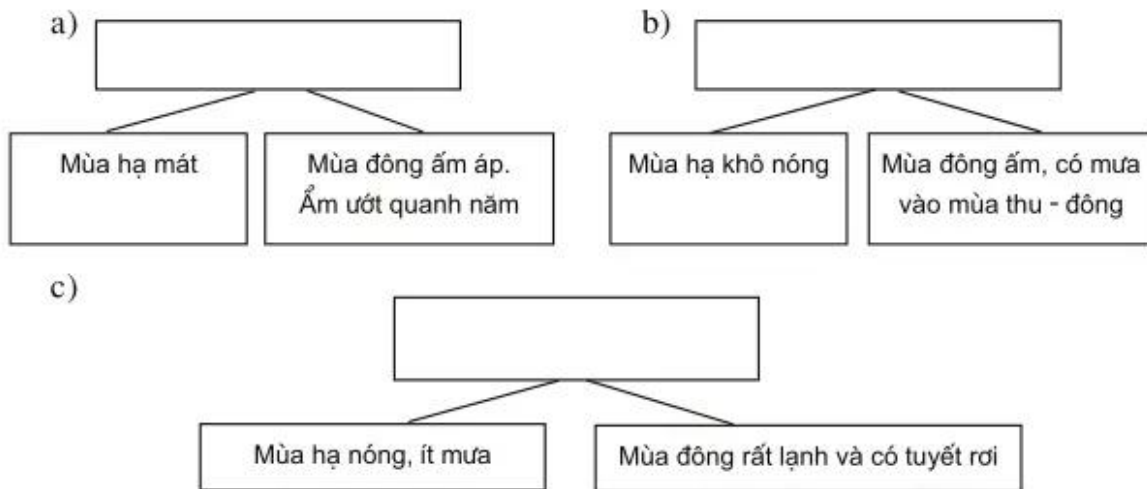 a)
b)
Mùa hạ mát
Mùa đông ấm áp.
Ẩm ướt quanh năm
Mùa hạ khô nóng
Mùa đông ấm, có mưa
vào mùa thu - đông
c)
Mùa hạ nóng, ít mưa
Mùa đông rất lạnh và có tuyết rơi